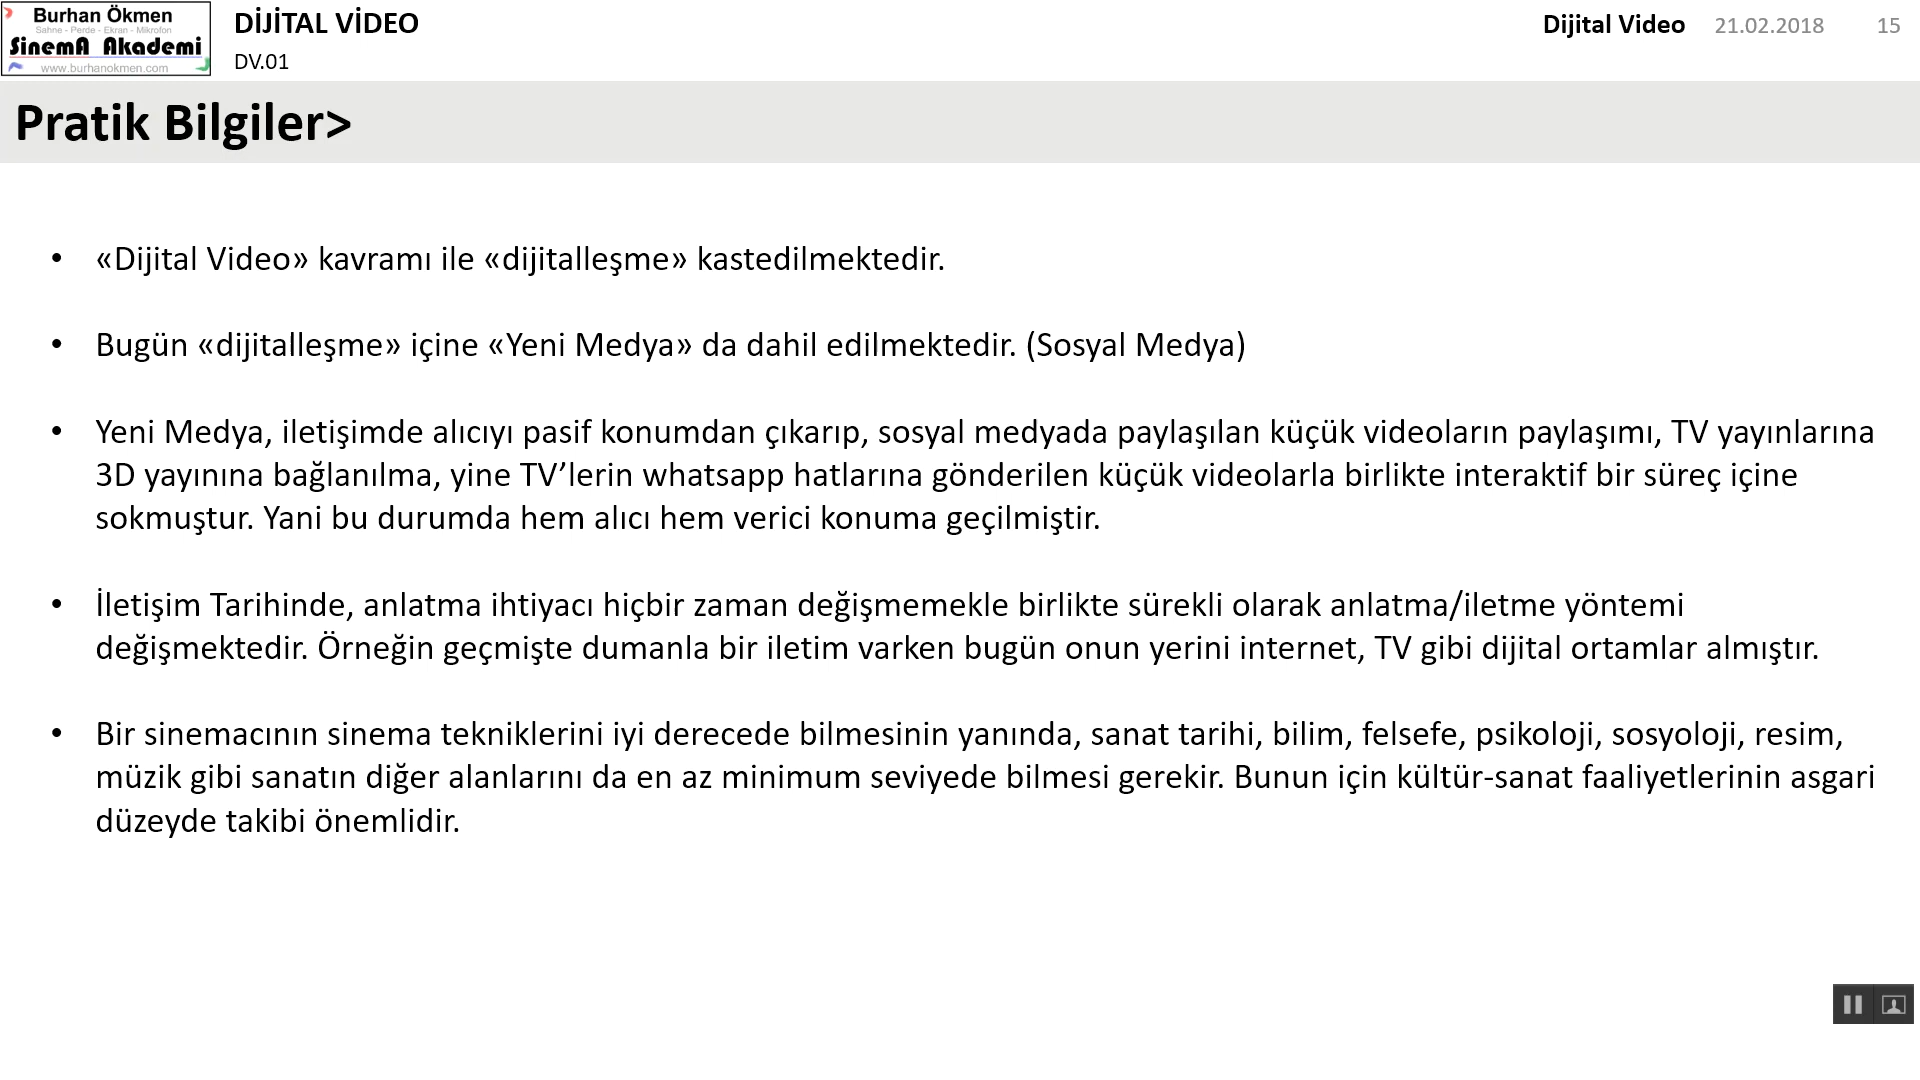 Burhan Ökmen
Sahne - Perde - Ekran - Mikrofon
SinemA Akademi
www.burhanokmen.com
DİJİTAL VİDEO
DV.01
Dijital Video 21.02.2018 15
Pratik Bilgiler>
• «Dijital Video» kavramı ile «dijitalleşme» kastedilmektedir.
• Bugün «dijitalleşme» içine «Yeni Medya» da dahil edilmektedir. (Sosyal Medya)
• Yeni Medya, iletişimde alıcıyı pasif konumdan çıkarıp, sosyal medyada paylaşılan küçük videoların paylaşımı, TV yayınlarına
3D yayınına bağlanılma, yine TV’lerin whatsapp hatlarına gönderilen küçük videolarla birlikte interaktif bir süreç içine
sokmuştur. Yani bu durumda hem alıcı hem verici konuma geçilmiştir.
• İletişim Tarihinde, anlatma ihtiyacı hiçbir zaman değişmemekle birlikte sürekli olarak anlatma/iletme yöntemi
değişmektedir. Örneğin geçmişte dumanla bir iletim varken bugün onun yerini internet, TV gibi dijital ortamlar almıştır.
• Bir sinemacının sinema tekniklerini iyi derecede bilmesinin yanında, sanat tarihi, bilim, felsefe, psikoloji, sosyoloji, resim,
müzik gibi sanatın diğer alanlarını da en az minimum seviyede bilmesi gerekir. Bunun için kültür-sanat faaliyetlerinin asgari
düzeyde takibi önemlidir.